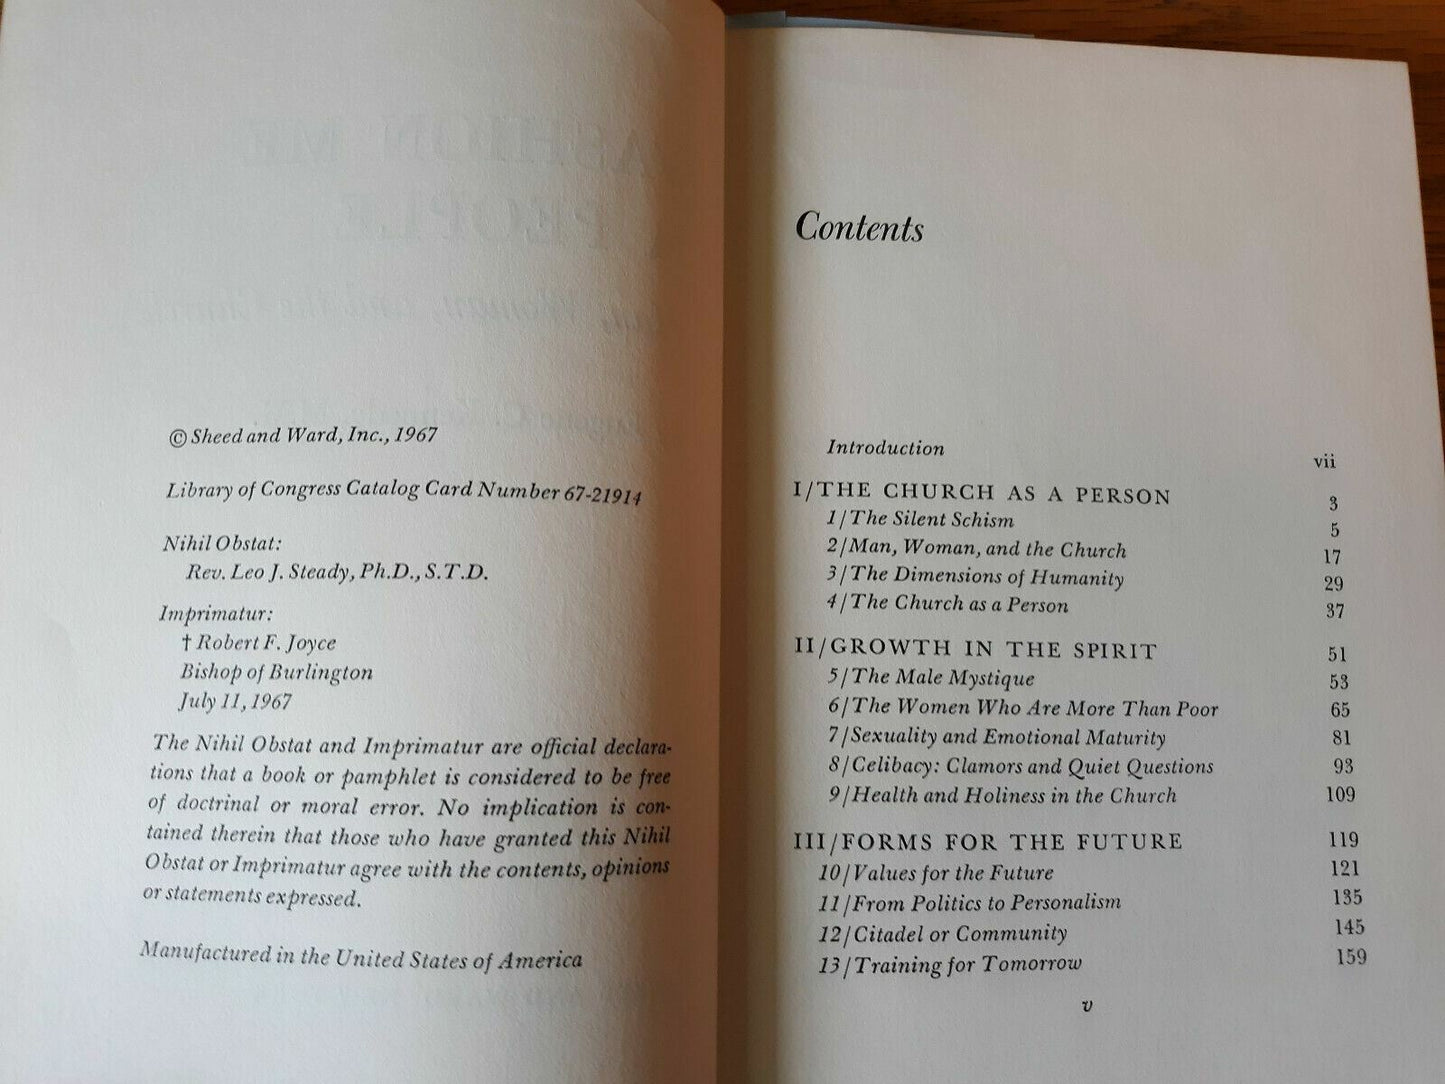 © Sheed and Ward, Inc., 1967
Library of Congress Catalog Card Number 67-21914
Nihil Obstat:
Rev. Leo J. Steady, Ph.D., S.T.D.
Imprimatur:
† Robert F. Joyce
Bishop of Burlington
July 11, 1967
The Nihil Obstat and Imprimatur are official declara-
tions that a book or pamphlet is considered to be free
of doctrinal or moral error. No implication is con-
tained therein that those who have granted this Nihil
Obstat or Imprimatur agree with the contents, opinions
or statements expressed.
Manufactured in the United States of America
Contents
Introduction vii
I/THE CHURCH AS A PERSON 3
1/The Silent Schism 5
2/Man, Woman, and the Church 17
3/The Dimensions of Humanity 29
4/The Church as a Person 37
II/GROWTH IN THE SPIRIT 51
5/The Male Mystique 53
6/The Women Who Are More Than Poor 65
7/Sexuality and Emotional Maturity 81
8/Celibacy: Clamors and Quiet Questions 93
9/Health and Holiness in the Church 109
III/FORMS FOR THE FUTURE 119
10/Values for the Future 121
11/From Politics to Personalism 135
12/Citadel or Community 145
13/Training for Tomorrow 159
v